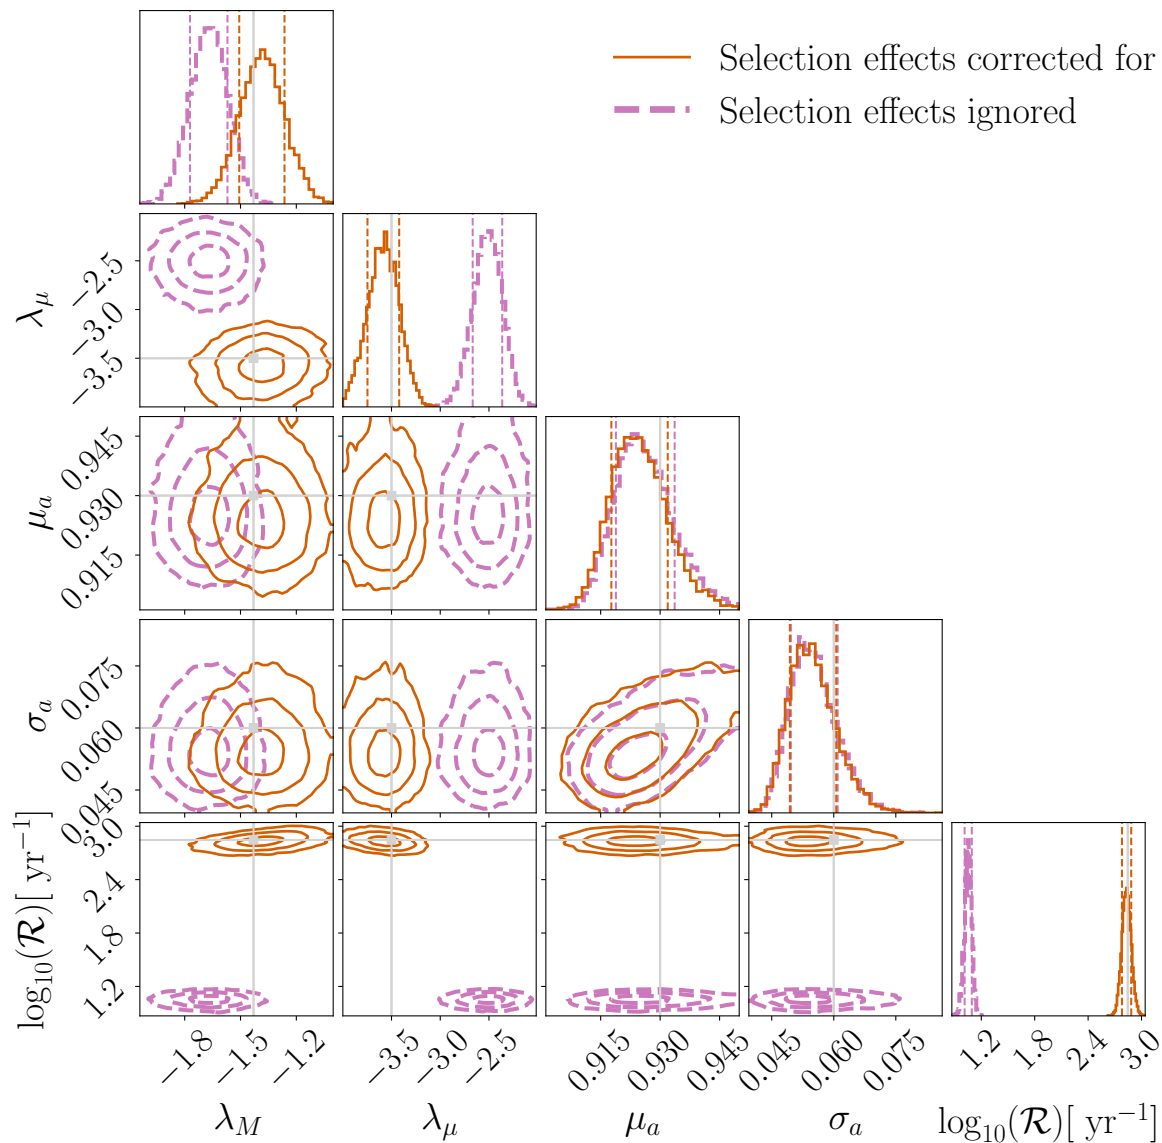 Selection effects corrected for
Selection effects ignored
λ_μ
−2.5
−3.0
−3.5
μ_a
0.945
0.930
0.915
σ_a
0.075
0.060
0.045
log₁₀(𝓡)[ yr⁻¹]
3.0
2.4
1.8
1.2
−1.8
−1.5
−1.2
−3.5
−3.0
−2.5
0.915
0.930
0.945
0.045
0.060
0.075
1.2
1.8
2.4
3.0
λ_M
λ_μ
μ_a
σ_a
log₁₀(𝓡)[ yr⁻¹]